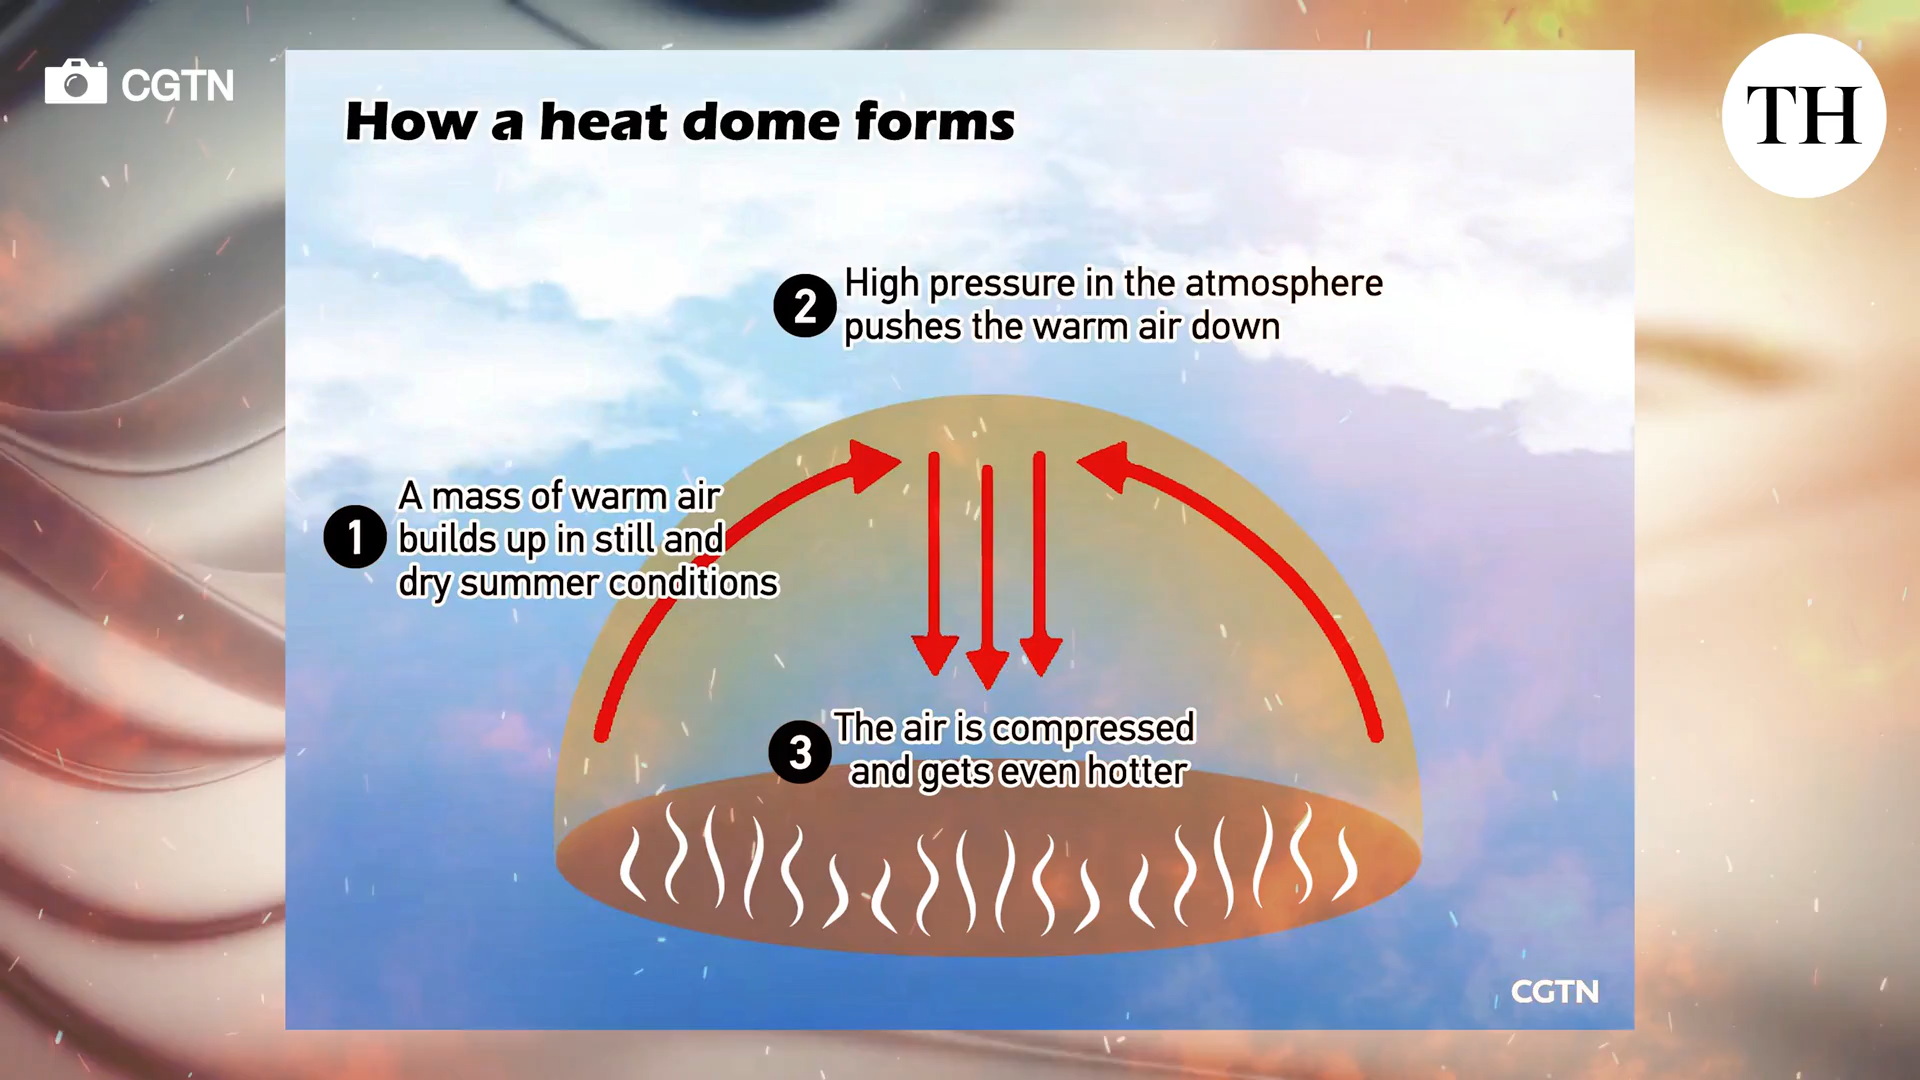 CGTN
TH
How a heat dome forms
2
High pressure in the atmosphere
pushes the warm air down
1
A mass of warm air
builds up in still and
dry summer conditions
3
The air is compressed
and gets even hotter
CGTN